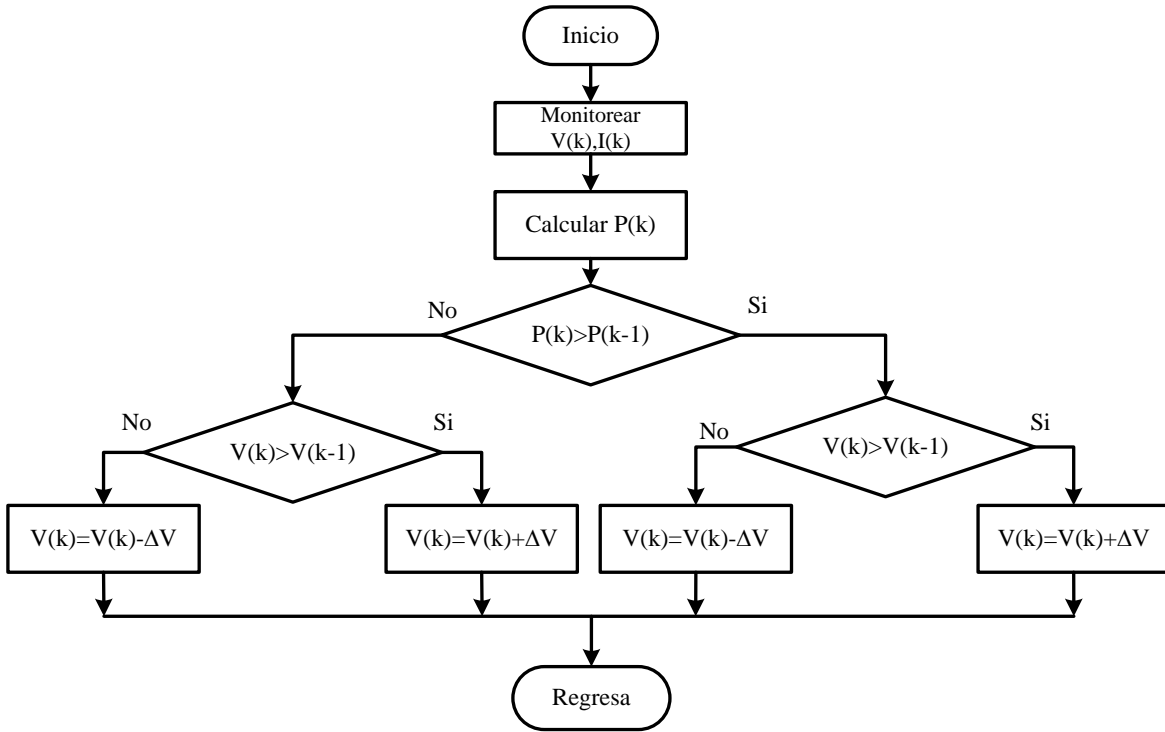 Inicio
Monitorear
V(k),I(k)
Calcular P(k)
No
Si
P(k)>P(k-1)
No
Si
V(k)>V(k-1)
No
Si
V(k)>V(k-1)
V(k)=V(k)-ΔV
V(k)=V(k)+ΔV
V(k)=V(k)-ΔV
V(k)=V(k)+ΔV
Regresa